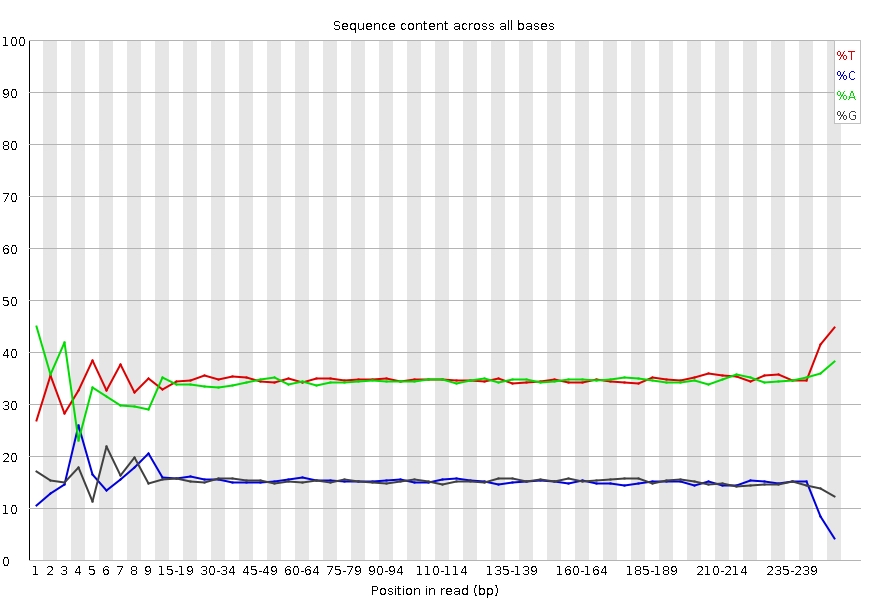 Sequence content across all bases
100
90
80
70
60
50
40
30
20
10
0
%T
%C
%A
%G
1 2 3 4 5 6 7 8 9 15-19 30-34 45-49 60-64 75-79 90-94 110-114 135-139 160-164 185-189 210-214 235-239
Position in read (bp)